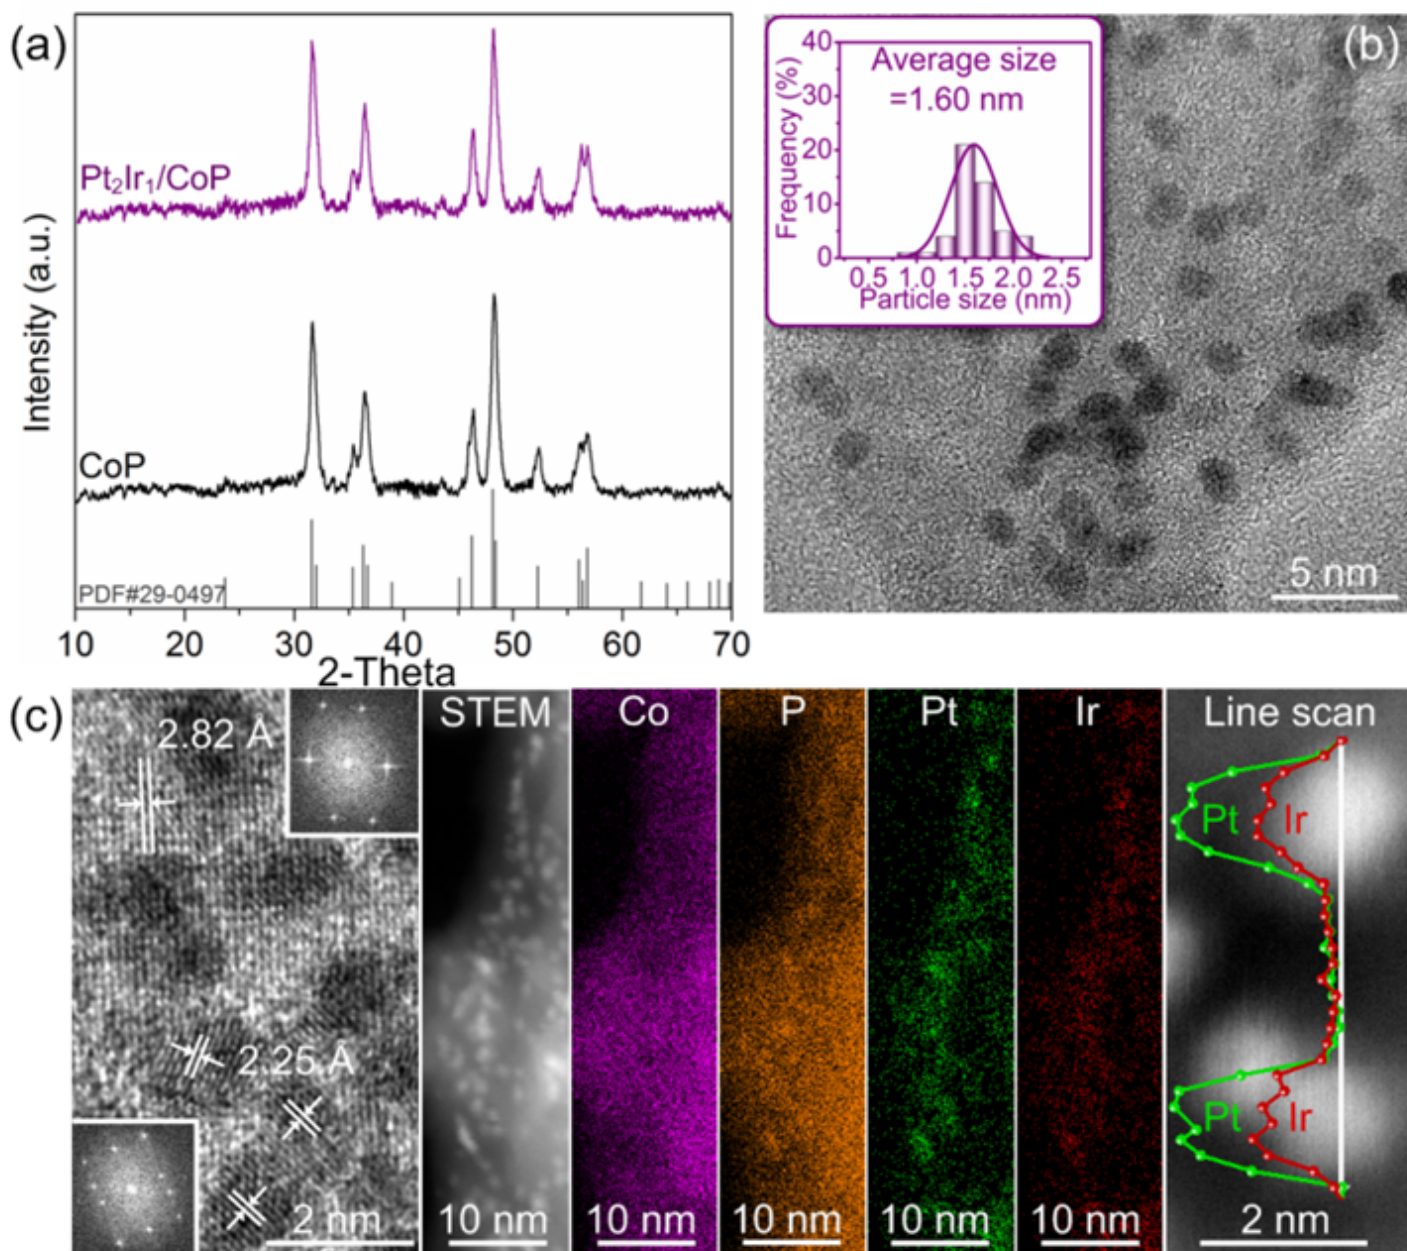 (a)
Pt₂Ir₁/CoP
CoP
PDF#29-0497
Intensity (a.u.)
10 20 30 40 50 60 70
2-Theta
(b)
Average size
=1.60 nm
Frequency (%)
40
30
20
10
0
0.5 1.0 1.5 2.0 2.5
Particle size (nm)
5 nm
(c)
2.82 Å
2.25 Å
2 nm
STEM
10 nm
Co
10 nm
P
10 nm
Pt
10 nm
Ir
10 nm
Line scan
Pt Ir
Pt Ir
2 nm